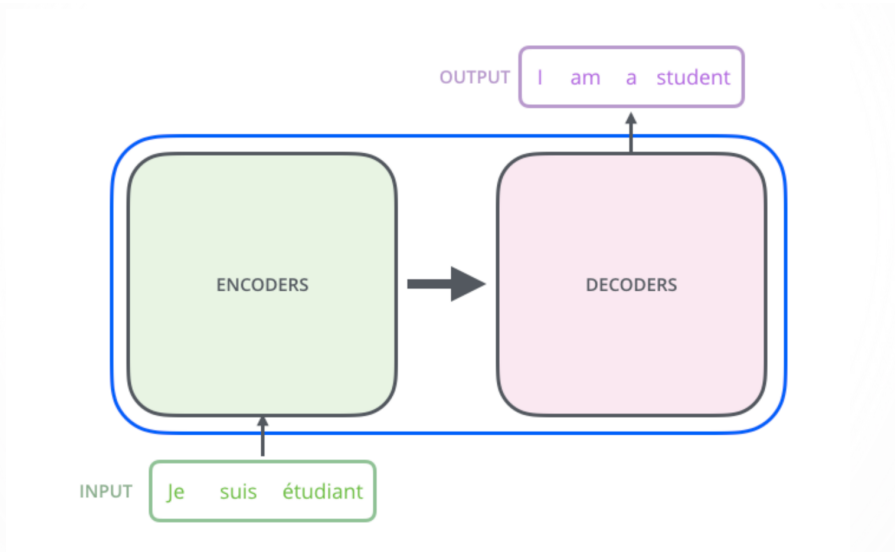 OUTPUT I am a student
ENCODERS DECODERS
INPUT Je suis étudiant